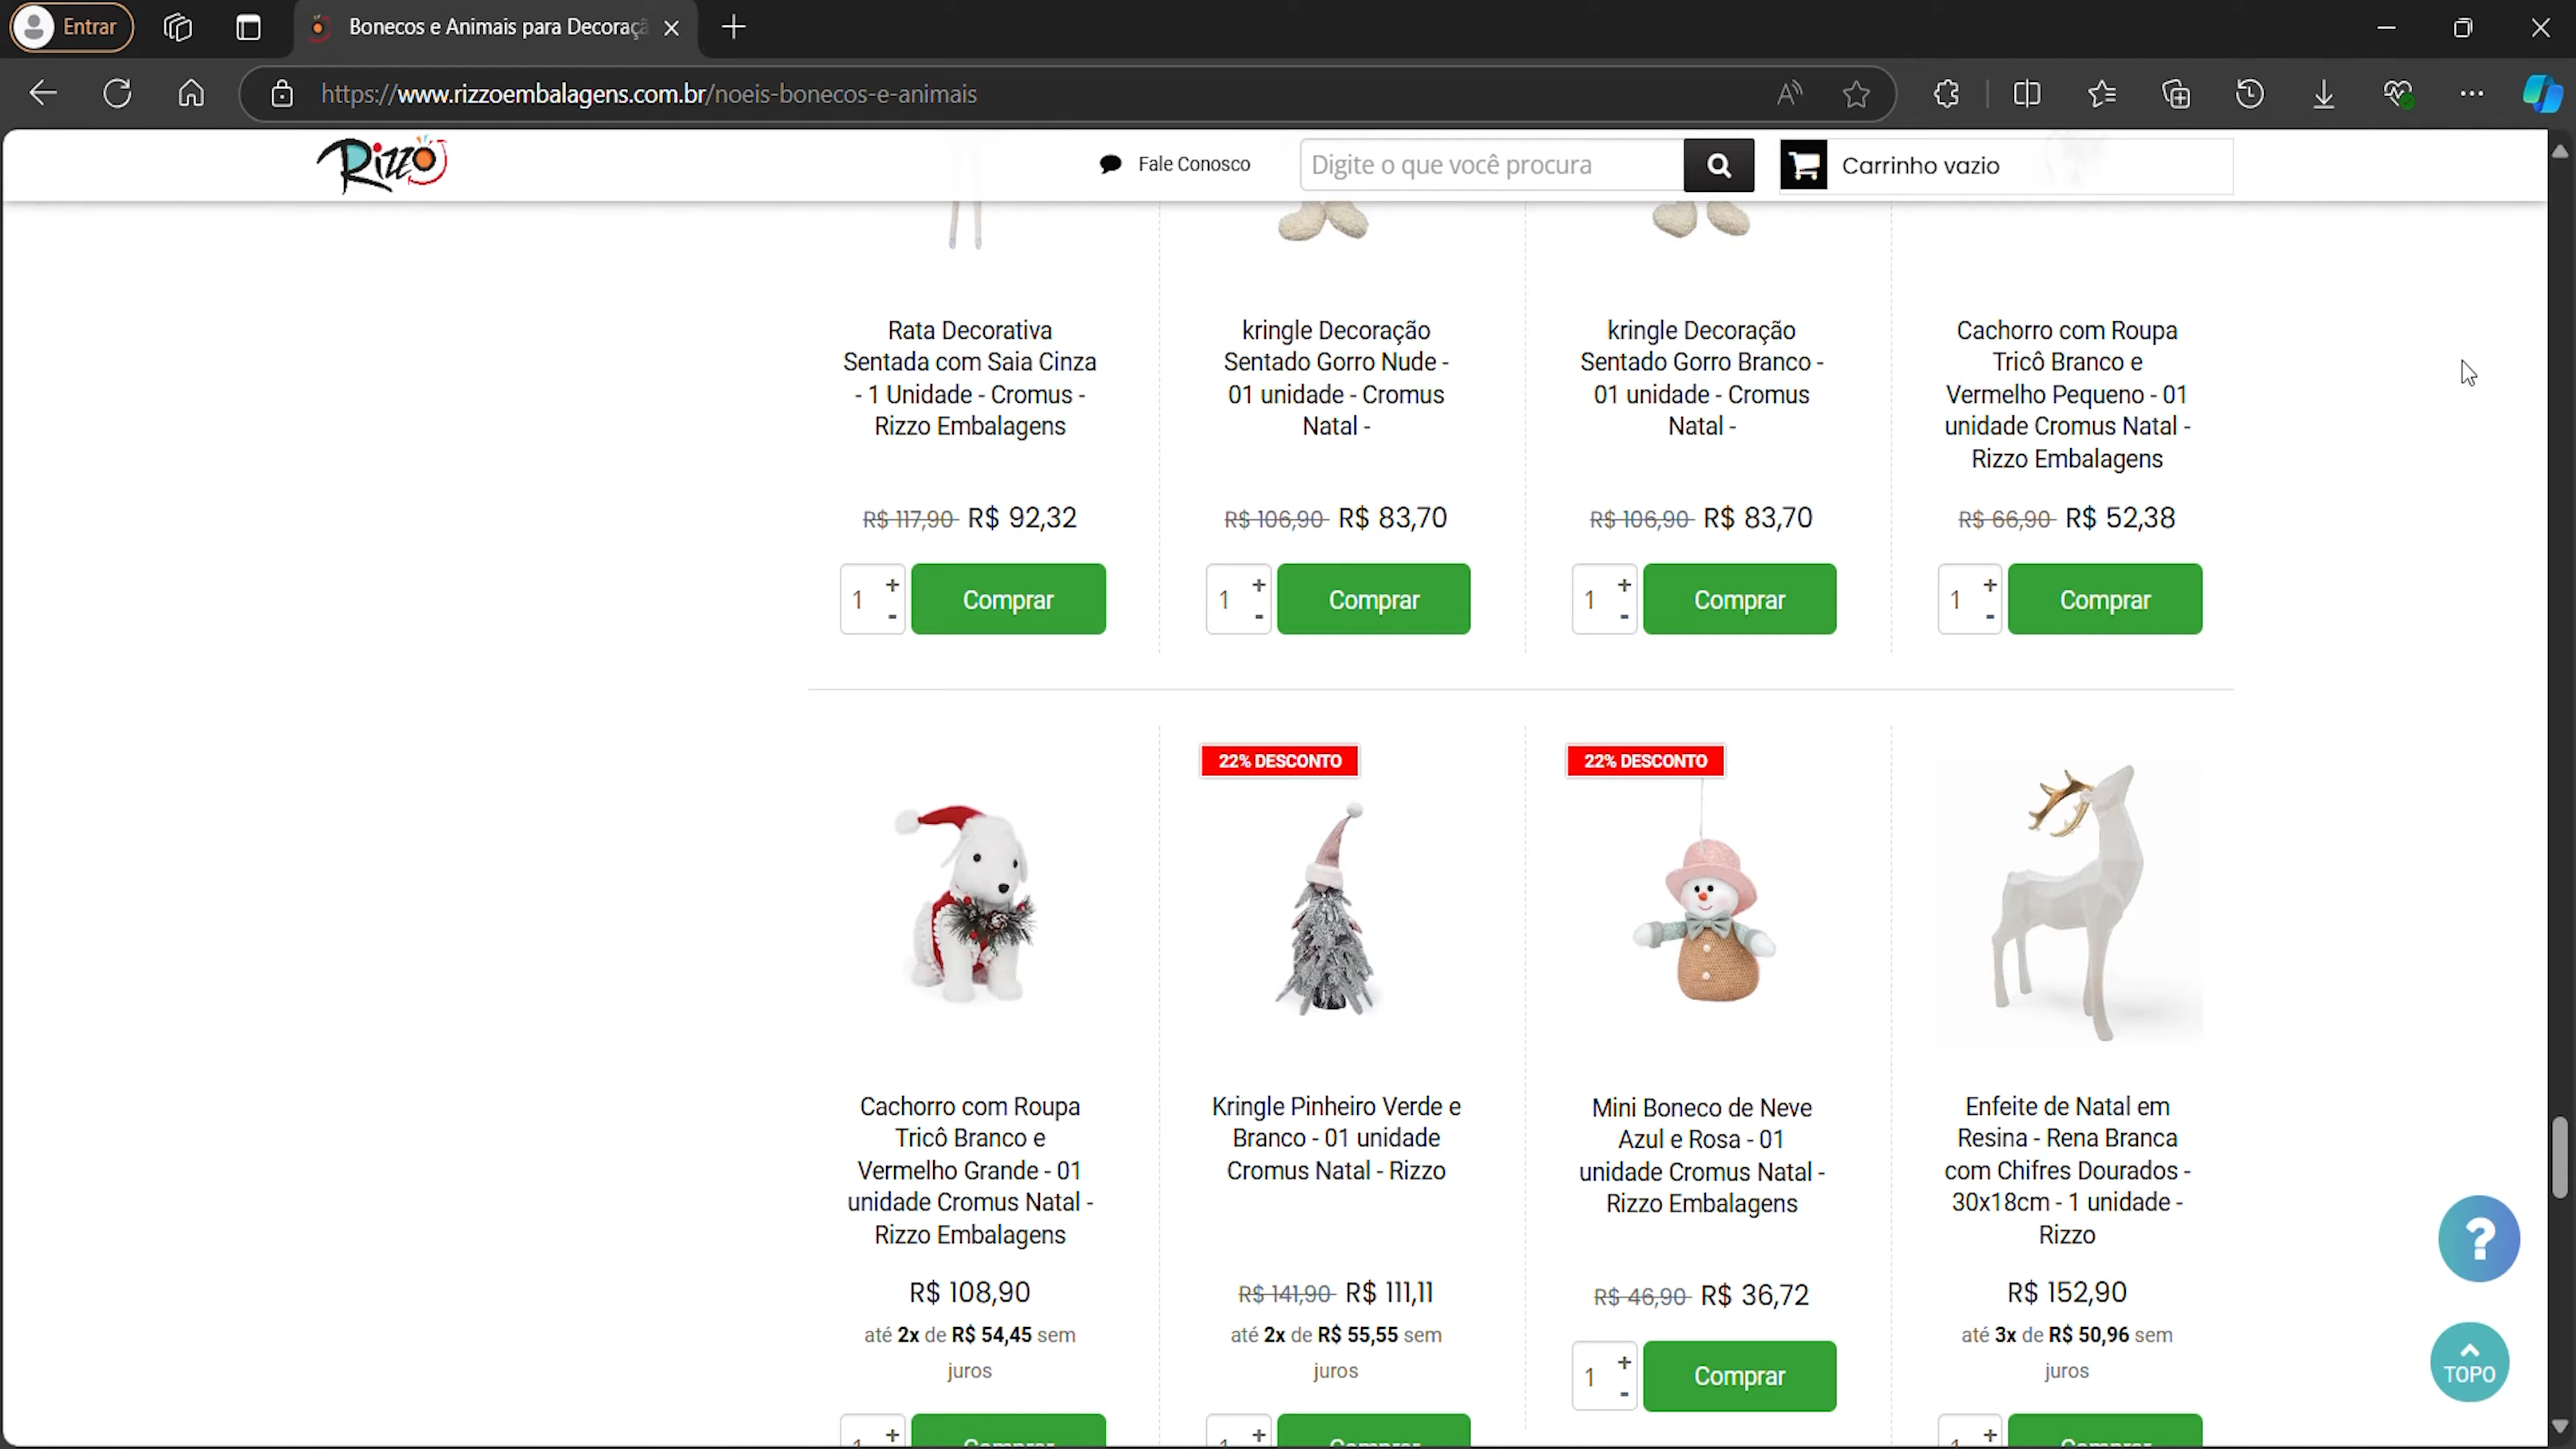 Entrar
Bonecos e Animais para Decoraçã
https://www.rizzoembalagens.com.br/noeis-bonecos-e-animais
Rizzo
Fale Conosco
Digite o que você procura
Carrinho vazio
Rata Decorativa
Sentada com Saia Cinza
- 1 Unidade - Cromus -
Rizzo Embalagens
R$ 117,90 R$ 92,32
1 + -
Comprar
kringle Decoração
Sentado Gorro Nude -
01 unidade - Cromus
Natal -
R$ 106,90 R$ 83,70
1 + -
Comprar
kringle Decoração
Sentado Gorro Branco -
01 unidade - Cromus
Natal -
R$ 106,90 R$ 83,70
1 + -
Comprar
Cachorro com Roupa
Tricô Branco e
Vermelho Pequeno - 01
unidade Cromus Natal -
Rizzo Embalagens
R$ 66,90 R$ 52,38
1 + -
Comprar
Cachorro com Roupa
Tricô Branco e
Vermelho Grande - 01
unidade Cromus Natal -
Rizzo Embalagens
R$ 108,90
até 2x de R$ 54,45 sem
juros
1 +
Comprar
22% DESCONTO
Kringle Pinheiro Verde e
Branco - 01 unidade
Cromus Natal - Rizzo
R$ 141,90 R$ 111,11
até 2x de R$ 55,55 sem
juros
1 +
Comprar
22% DESCONTO
Mini Boneco de Neve
Azul e Rosa - 01
unidade Cromus Natal -
Rizzo Embalagens
R$ 46,90 R$ 36,72
1 + -
Comprar
Enfeite de Natal em
Resina - Rena Branca
com Chifres Dourados -
30x18cm - 1 unidade -
Rizzo
R$ 152,90
até 3x de R$ 50,96 sem
juros
1 +
Comprar
?
TOPO